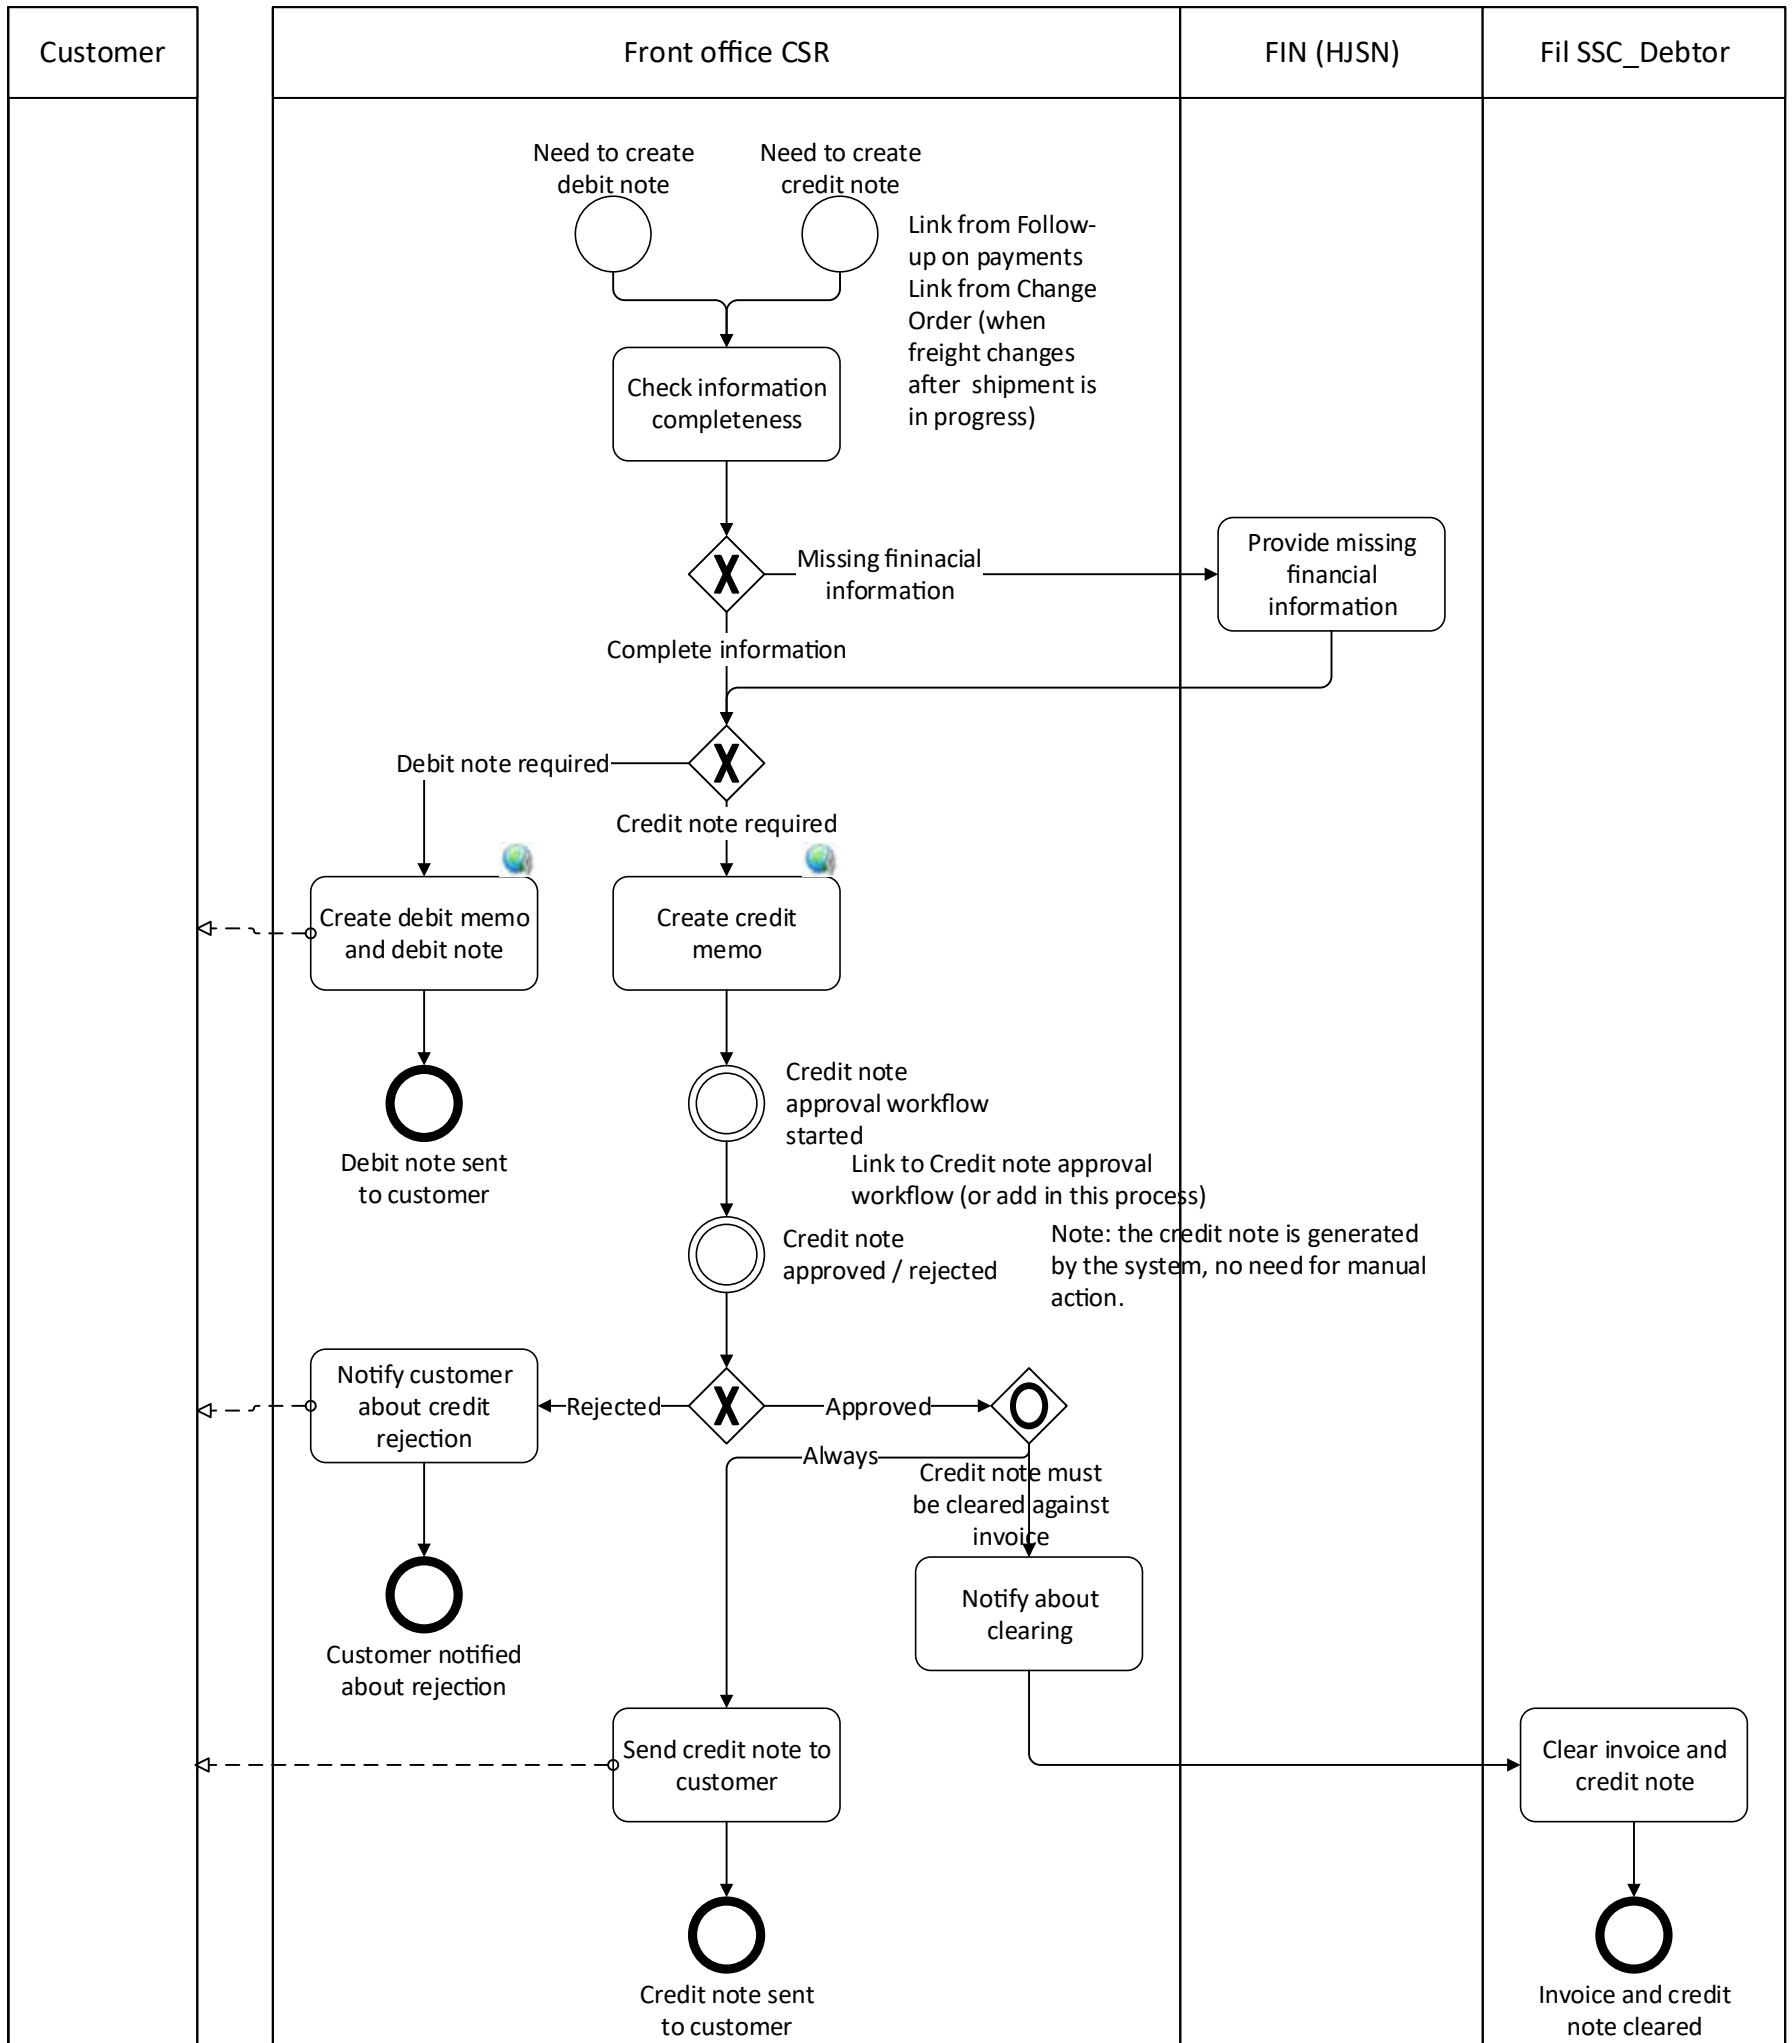 Customer
Front office CSR
FIN (HJSN)
Fil SSC_Debtor
Need to create
debit note
Need to create
credit note
Link from Follow-
up on payments
Link from Change
Order (when
freight changes
after  shipment is
in progress)
Check information
completeness
Missing fininacial
information
Provide missing
financial
information
Complete information
Debit note required
Credit note required
Create debit memo
and debit note
Create credit
memo
Credit note
approval workflow
started
Debit note sent
to customer
Link to Credit note approval
workflow (or add in this process)
Credit note
approved / rejected
Note: the credit note is generated
by the system, no need for manual
action.
Notify customer
about credit
rejection
Rejected
X
Approved
Always
Credit note must
be cleared against
invoice
Notify about
clearing
Customer notified
about rejection
Send credit note to
customer
Clear invoice and
credit note
Credit note sent
to customer
Invoice and credit
note cleared